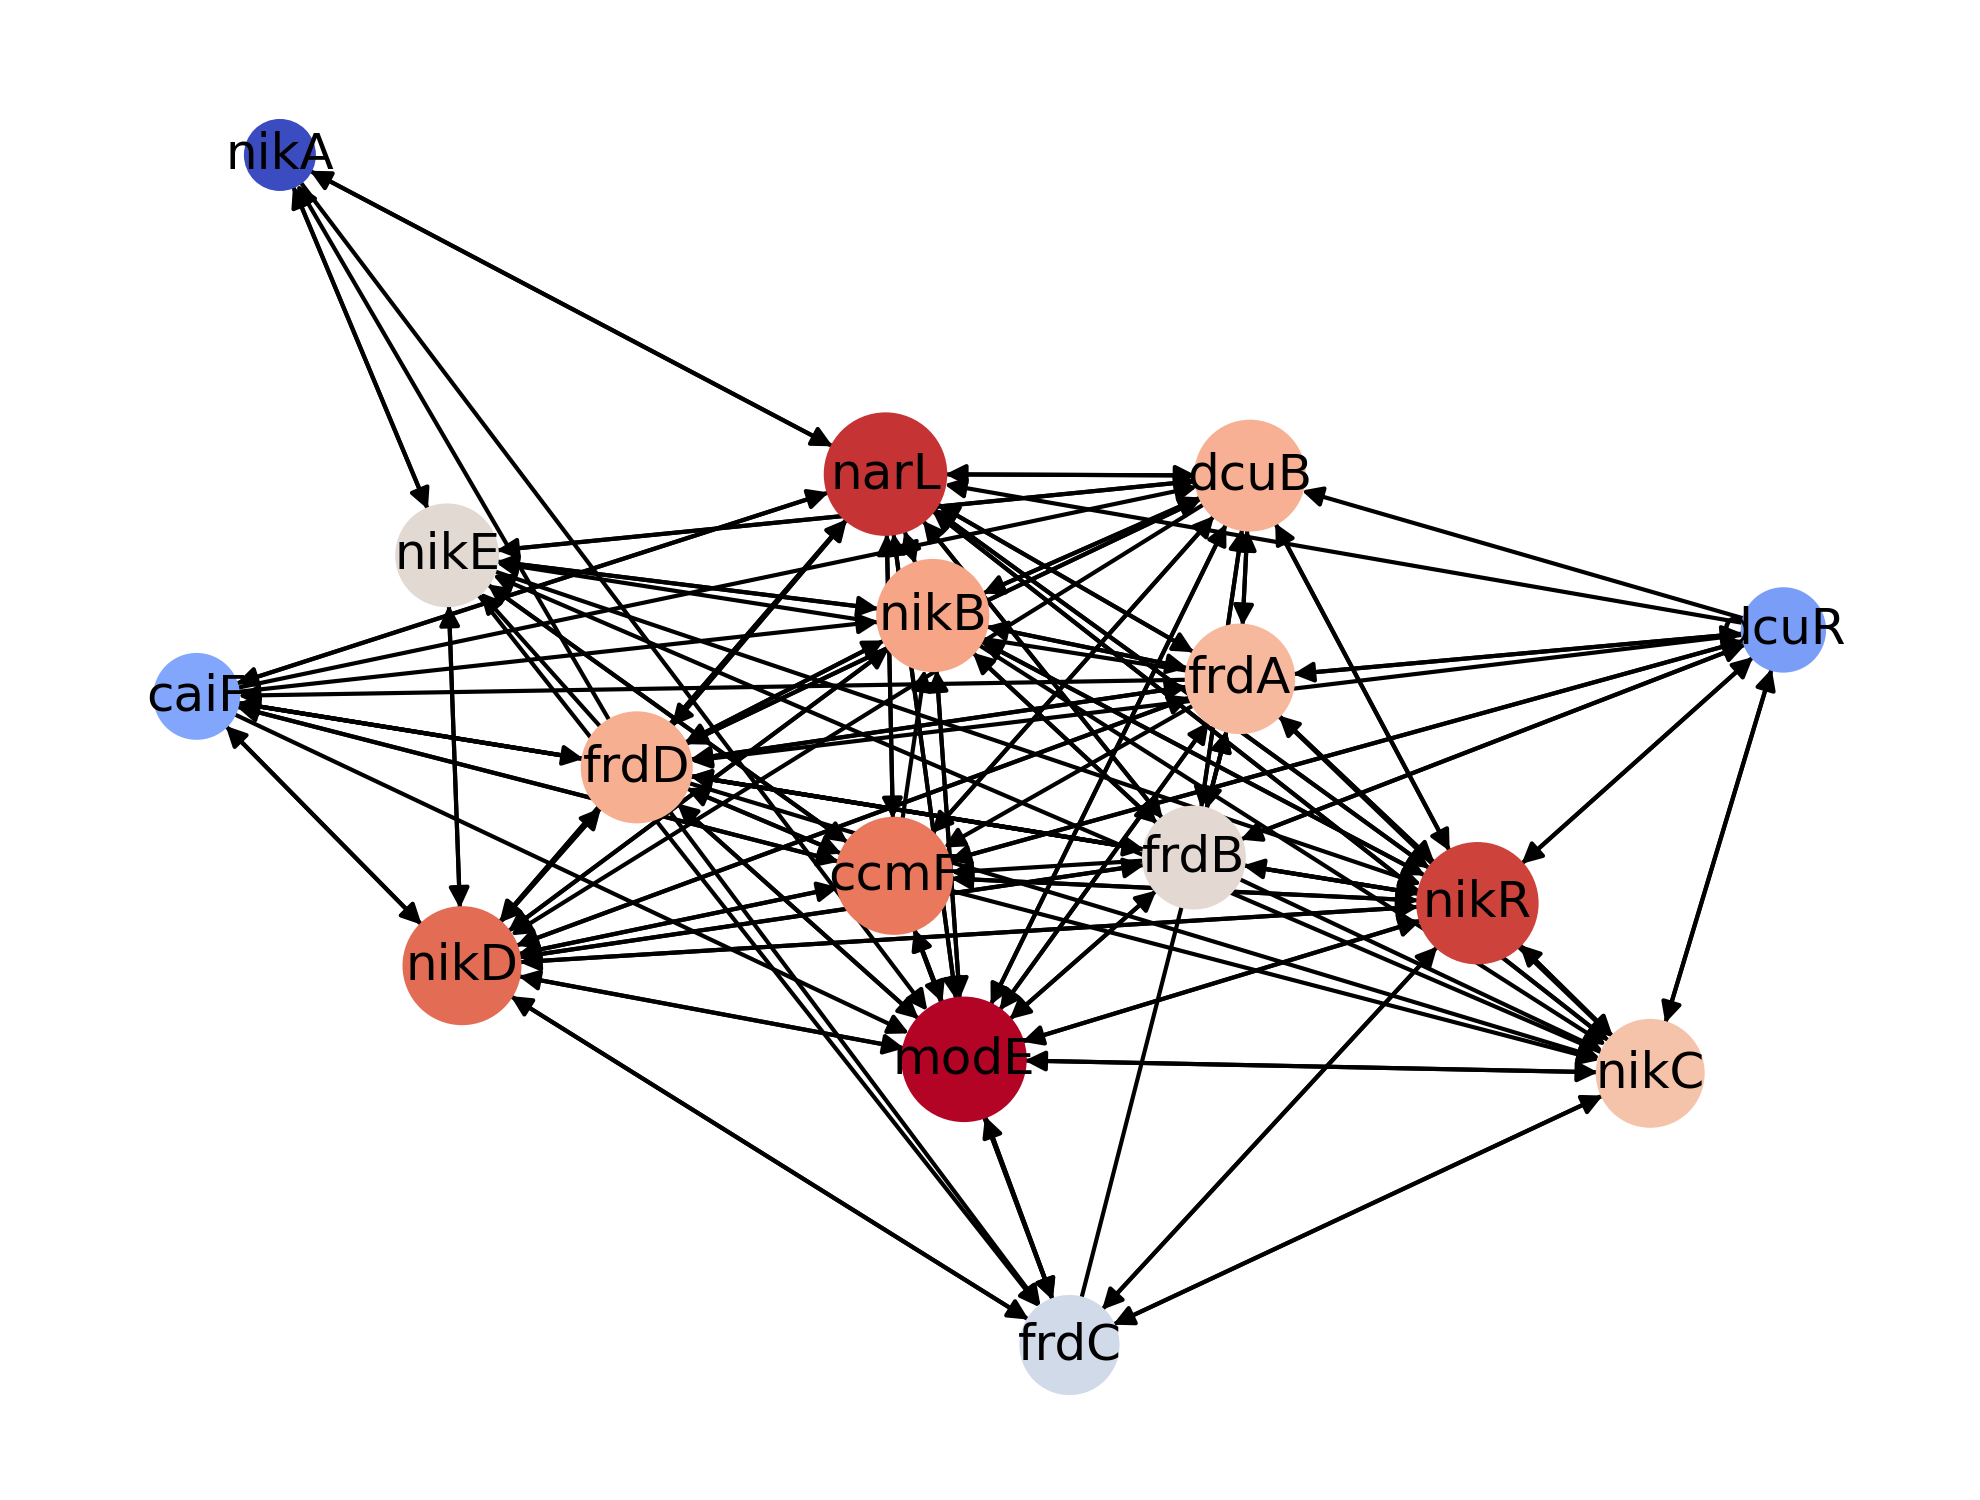 nikA
narL
dcuB
nikE
nikB
dcuR
frdA
caiF
frdD
frdB
ccmF
nikR
nikD
modE
nikC
frdC